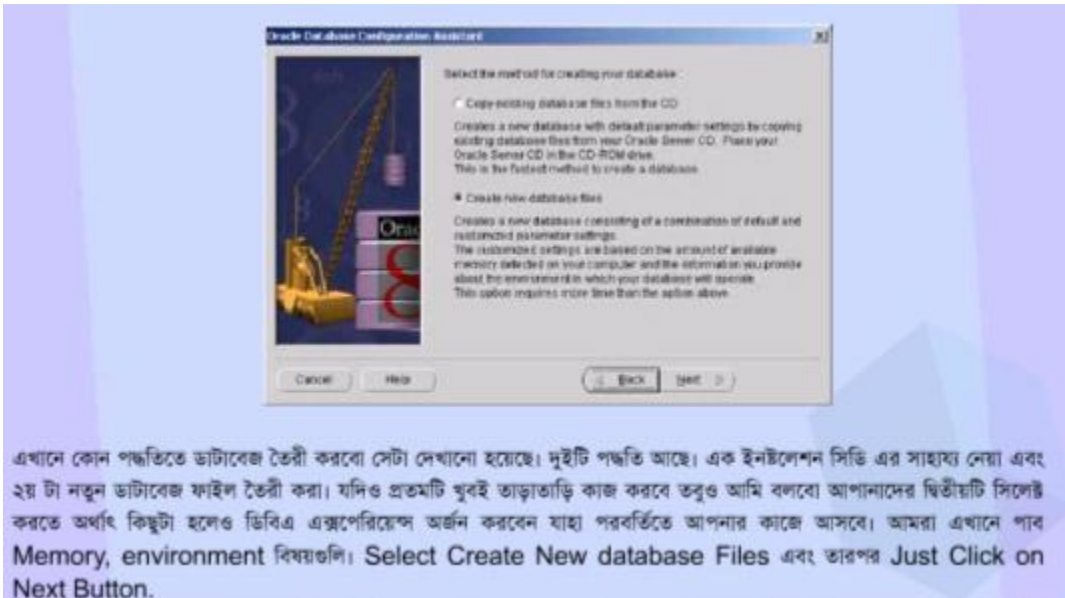 Oracle Database Configuration Assistant
Select the method for creating your database :
Copy existing database files from the CD
Creates a new database with default parameter settings by copying
existing database files from your Oracle Server CD. Place your
Oracle Server CD in the CD-ROM drive.
This is the fastest method to create a database
Create new database files
Creates a new database consisting of a combination of default and
customized parameter settings.
The customized settings are based on the amount of available
memory detected on your computer and the information you provide
about the environment in which your database will operate.
This option requires more time than the option above.
Orac
8
Cancel Help Back Next
এখানে কোন পদ্ধতিতে ডাটাবেজ তৈরী করবো সেটা দেখানো হয়েছে। দুইটি পদ্ধতি আছে। এক ইনষ্টলেশন সিডি এর সাহায্য নেয়া এবং
২য় টা নতুন ডাটাবেজ ফাইল তৈরী করা। যদিও প্রতমটি খুবই তাড়াতাড়ি কাজ করবে তবুও আমি বলবো আপানাদের দ্বিতীয়টি সিলেক্ট
করতে অর্থাৎ কিছুটা হলেও ডিবিএ এক্সপেরিয়েন্স অর্জন করবেন যাহা পরবর্তিতে আপনার কাজে আসবে। আমরা এখানে পাব
Memory, environment বিষয়গুলি। Select Create New database Files এবং তারপর Just Click on
Next Button.